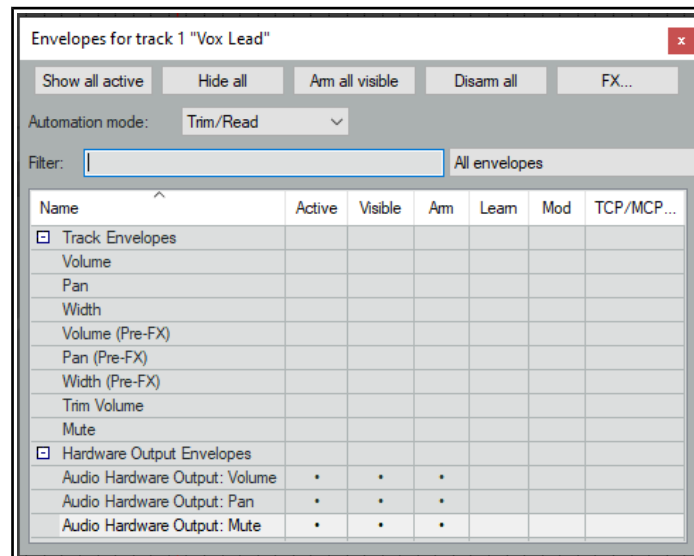 Envelopes for track 1 "Vox Lead" x
Show all active Hide all Arm all visible Disarm all FX...
Automation mode: Trim/Read
Filter: All envelopes
Name Active Visible Arm Learn Mod TCP/MCP...
Track Envelopes
Volume
Pan
Width
Volume (Pre-FX)
Pan (Pre-FX)
Width (Pre-FX)
Trim Volume
Mute
Hardware Output Envelopes
Audio Hardware Output: Volume • • •
Audio Hardware Output: Pan • • •
Audio Hardware Output: Mute • • •